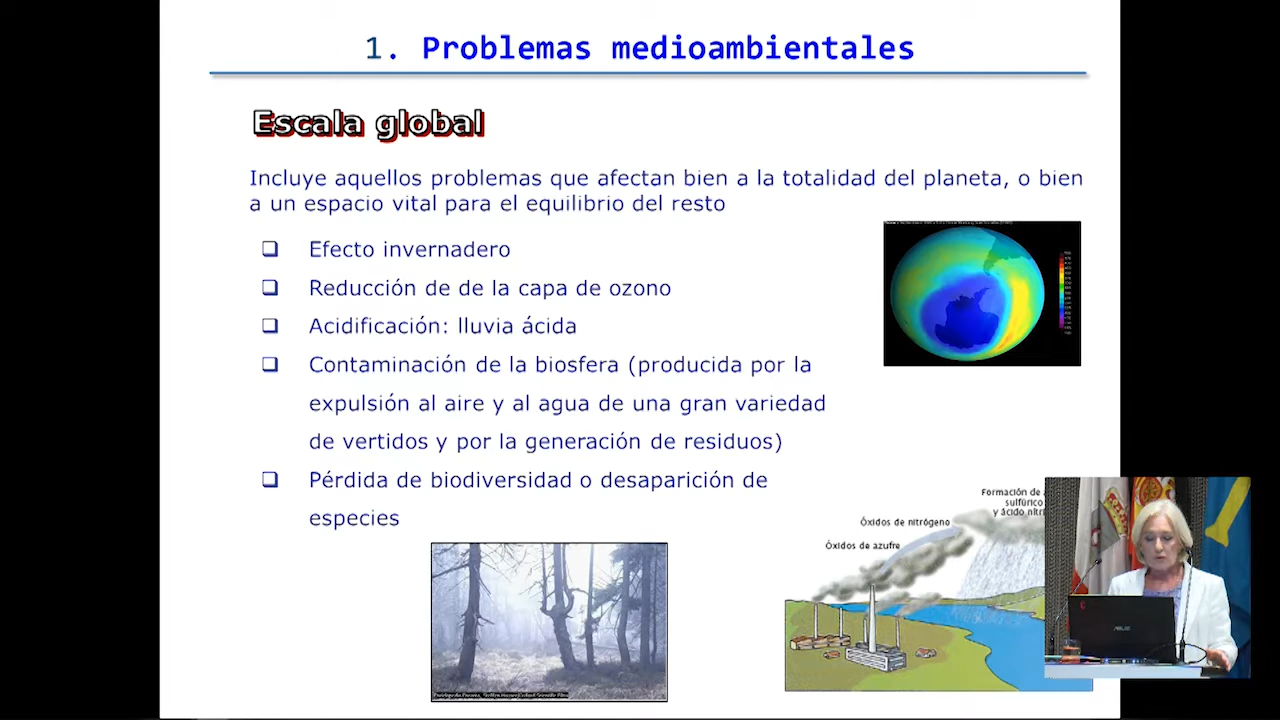 1. Problemas medioambientales
Escala global
Incluye aquellos problemas que afectan bien a la totalidad del planeta, o bien
a un espacio vital para el equilibrio del resto
Efecto invernadero
Reducción de de la capa de ozono
Acidificación: lluvia ácida
Contaminación de la biosfera (producida por la
expulsión al aire y al agua de una gran variedad
de vertidos y por la generación de residuos)
Pérdida de biodiversidad o desaparición de
especies
Formación de
sulfúrico
y ácido
Óxidos de nitrógeno
Óxidos de azufre
ASUS